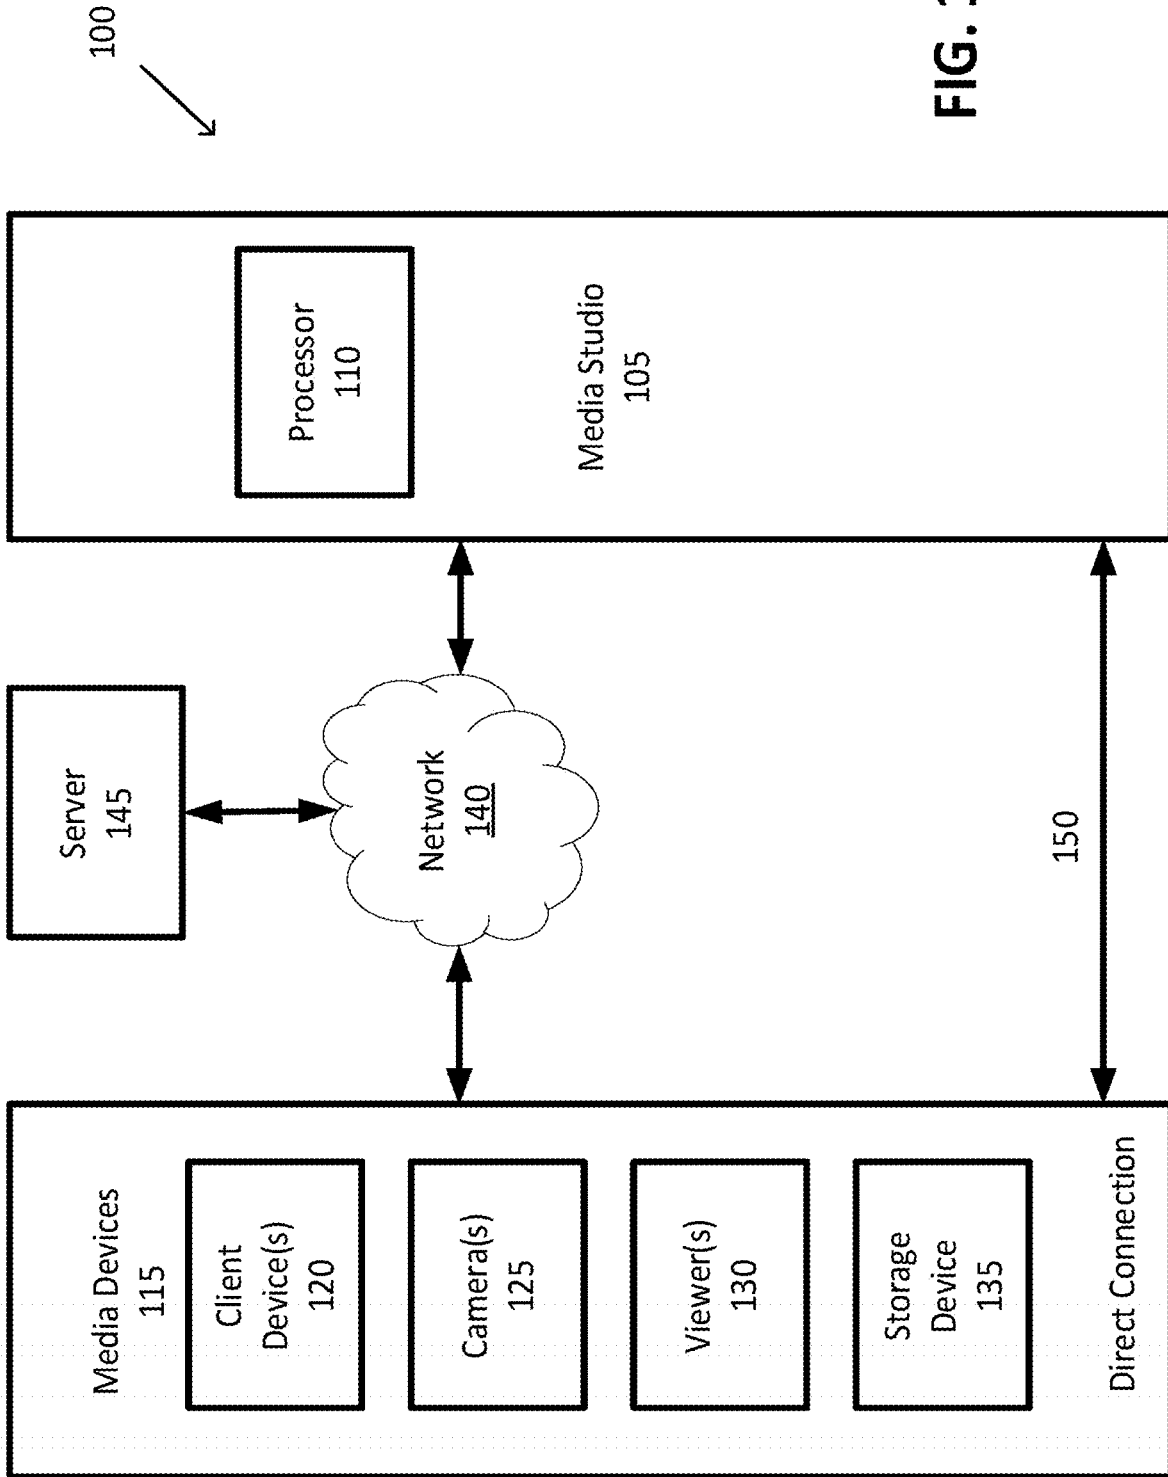 Media Devices
115
Client
Device(s)
120
Camera(s)
125
Viewer(s)
130
Storage
Device
135
Direct Connection
Server
145
Network
140
150
Processor
110
Media Studio
105
100
FIG.